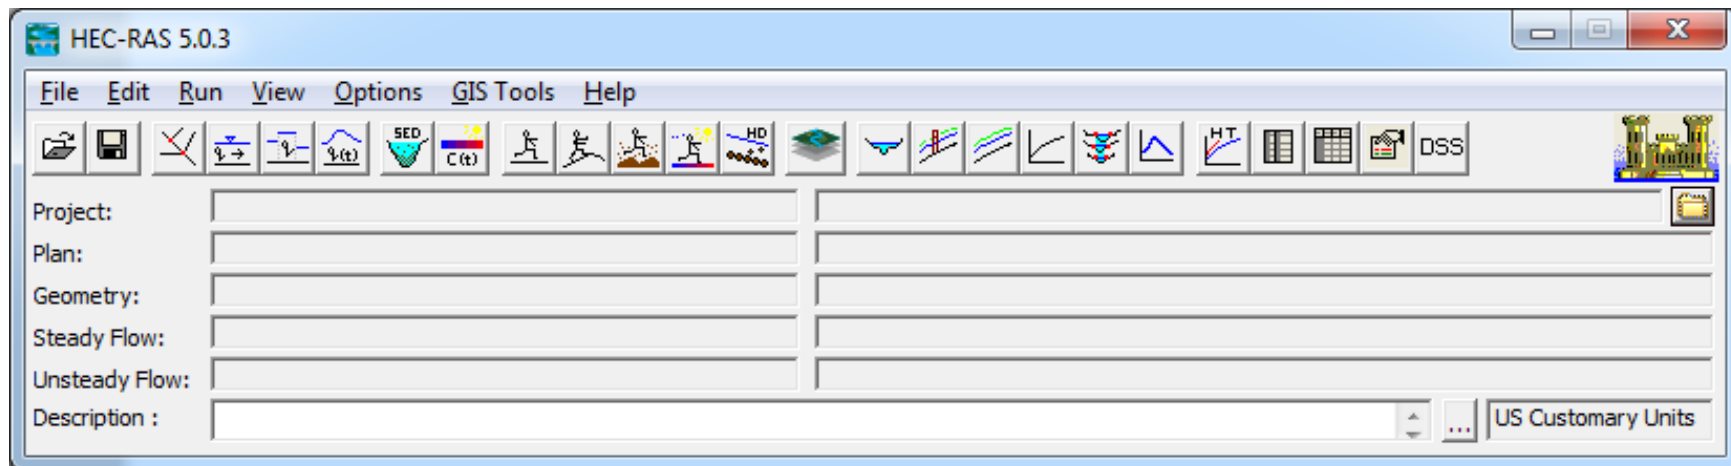 HEC-RAS 5.0.3
File Edit Run View Options GIS Tools Help
SED C(t) HD HT DSS
Project:
Plan:
Geometry:
Steady Flow:
Unsteady Flow:
Description : ... US Customary Units